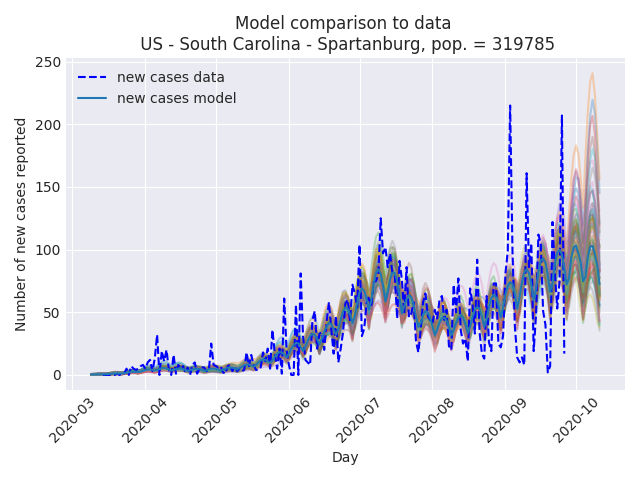 Model comparison to data
US - South Carolina - Spartanburg, pop. = 319785
new cases data
new cases model
Number of new cases reported
250
200
150
100
50
0
2020-03
2020-04
2020-05
2020-06
2020-07
2020-08
2020-09
2020-10
Day